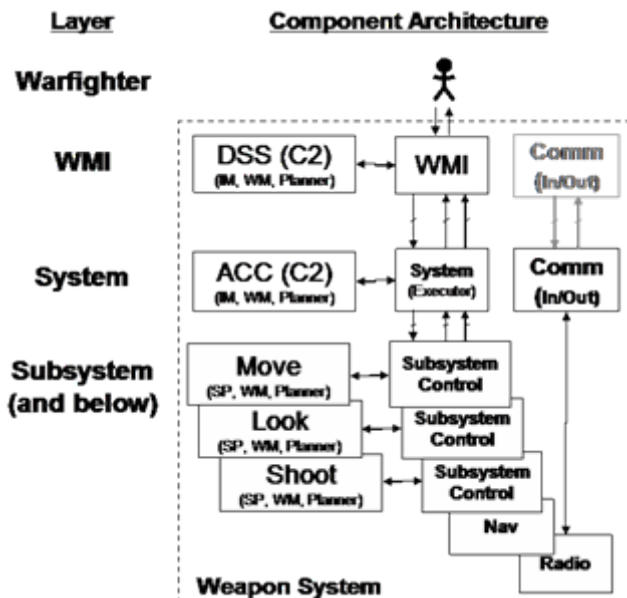 Layer Component Architecture
Warfighter
WMI
DSS (C2)
(IM, WM, Planner)
WMI
Comm
(In/Out)
System
ACC (C2)
(IM, WM, Planner)
System
(Executor)
Comm
(In/Out)
Subsystem
(and below)
Move
(SP, WM, Planner)
Subsystem
Control
Look
(SP, WM, Planner)
Subsystem
Control
Shoot
(SP, WM, Planner)
Subsystem
Control
Nav
Radio
Weapon System